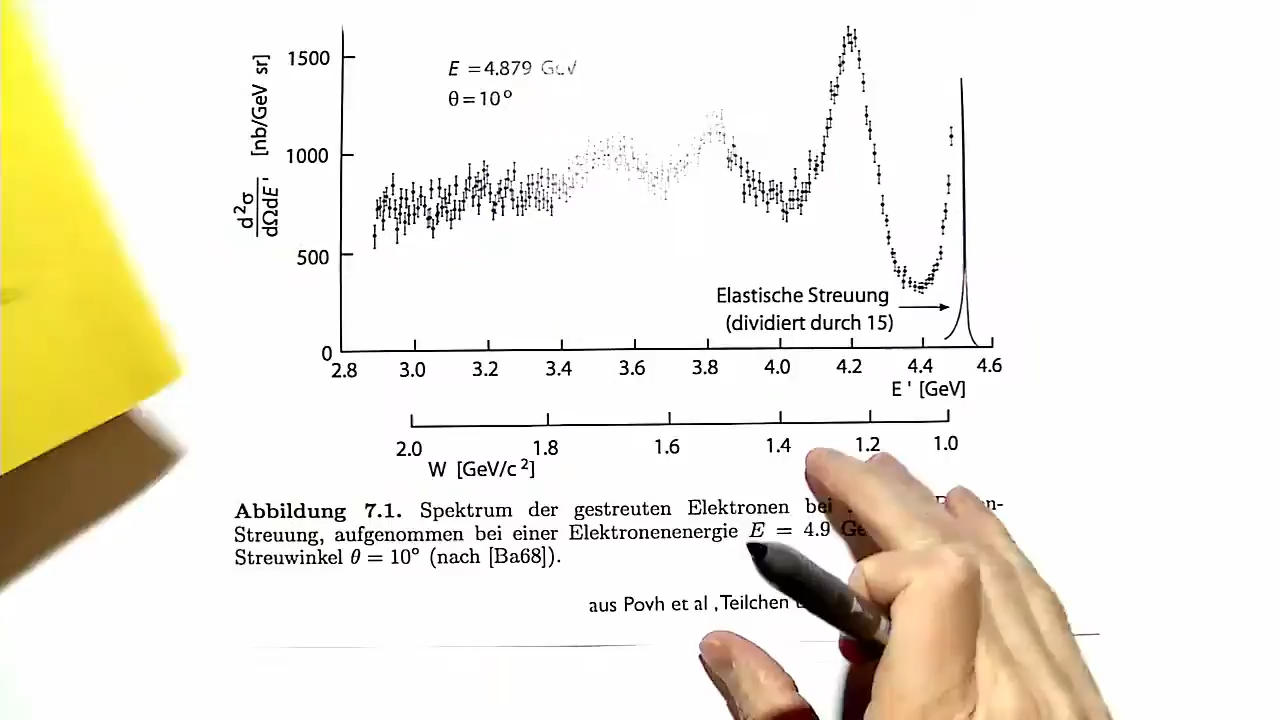 1500
E = 4.879 GeV
θ = 10°
1000
d²σ
dΩdE' [nb/GeV sr]
500
Elastische Streuung
(dividiert durch 15)
0
2.8 3.0 3.2 3.4 3.6 3.8 4.0 4.2 4.4 4.6
E ' [GeV]
2.0 1.8 1.6 1.4 1.2 1.0
W [GeV/c²]
Abbildung 7.1. Spektrum der gestreuten Elektronen bei
Streuung, aufgenommen bei einer Elektronenenergie E = 4.9
Streuwinkel θ = 10° (nach [Ba68]).
aus Povh et al ,Teilchen